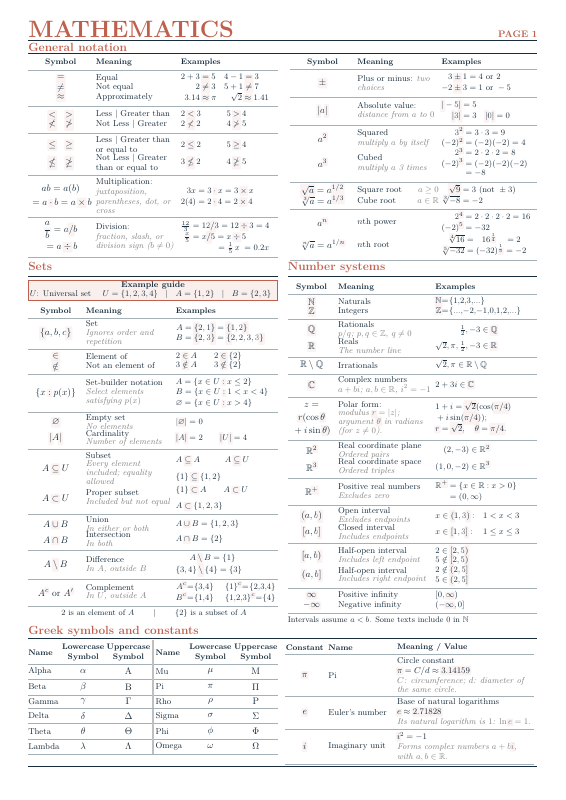 MATHEMATICS
PAGE 1
General notation
Symbol Meaning Examples
= Equal 2 + 3 = 5 4 − 1 = 3
≠ Not equal 2 ≠ 3 5 + 1 ≠ 7
≈ Approximately 3.14 ≈ π √2 ≈ 1.41
< > Less | Greater than 2 < 3 5 > 4
≮ ≯ Not Less | Greater 2 ≮ 2 4 ≯ 5
≤ ≥ Less | Greater than
or equal to 2 ≤ 2 5 ≥ 4
≰ ≱ Not Less | Greater
than or equal to 3 ≰ 2 4 ≱ 5
Multiplication:
ab = a(b) juxtaposition, 3x = 3 · x = 3 × x
= a · b = a × b parentheses, dot, or 2(4) = 2 · 4 = 2 × 4
cross
a/b = a/b Division: 12/3 = 12/3 = 12 ÷ 3 = 4
fraction, slash, or x/5 = x/5 = x ÷ 5
= a ÷ b division sign (b ≠ 0) = 1/5 x = 0.2x
Symbol Meaning Examples
± Plus or minus: two 3 ± 1 = 4 or 2
choices −2 ± 3 = 1 or − 5
|a| Absolute value: | − 5| = 5
distance from a to 0 |3| = 3 |0| = 0
a² Squared 3² = 3 · 3 = 9
multiply a by itself (−2)² = (−2)(−2) = 4
a³ Cubed 2³ = 2 · 2 · 2 = 8
multiply a 3 times (−2)³ = (−2)(−2)(−2)
= −8
√a = a^{1/2} Square root a ≥ 0 √9 = 3 (not ± 3)
∛a = a^{1/3} Cube root a ∈ ℝ ∛−8 = −2
aⁿ nth power 2⁴ = 2 · 2 · 2 · 2 = 16
(−2)⁵ = −32
ⁿ√a = a^{1/n} nth root ⁴√16 = 16^{1/4} = 2
⁵√−32 = (−32)^{1/5} = −2
Sets
Example guide
U: Universal set U = {1, 2, 3, 4} | A = {1, 2} | B = {2, 3}
Symbol Meaning Examples
{a, b, c} Set A = {2, 1} = {1, 2}
Ignores order and B = {2, 3} = {2, 2, 3, 3}
repetition
∈ Element of 2 ∈ A 2 ∈ {2}
∉ Not an element of 3 ∉ A 3 ∉ {2}
{x : p(x)} Set-builder notation A = {x ∈ U : x ≤ 2}
Select elements B = {x ∈ U : 1 < x < 4}
satisfying p(x) ∅ = {x ∈ U : x > 4}
∅ Empty set |∅| = 0
No elements
|A| Cardinality |A| = 2 |U| = 4
Number of elements
A ⊆ U Subset A ⊆ A A ⊆ U
Every element
included; equality {1} ⊆ {1, 2}
allowed
A ⊂ U Proper subset {1} ⊂ A A ⊂ U
Included but not equal A ⊂ {1, 2, 3}
A ∪ B Union A ∪ B = {1, 2, 3}
In either or both
A ∩ B Intersection A ∩ B = {2}
In both
A \ B Difference A \ B = {1}
In A, outside B {3, 4} \ {4} = {3}
Aᶜ or A′ Complement Aᶜ={3,4} {1}ᶜ={2,3,4}
In U, outside A Bᶜ={1,4} {1,2,3}ᶜ={4}
2 is an element of A | {2} is a subset of A
Number systems
Symbol Meaning Examples
ℕ Naturals ℕ={1,2,3,...}
ℤ Integers ℤ={...,−2,−1,0,1,2,...}
ℚ Rationals 1/2, −3 ∈ ℚ
p/q; p, q ∈ ℤ, q ≠ 0
ℝ Reals √2, π, 1/2, −3 ∈ ℝ
The number line
ℝ \ ℚ Irrationals √2, π ∈ ℝ \ ℚ
ℂ Complex numbers 2 + 3i ∈ ℂ
a + bi; a, b ∈ ℝ, i² = −1
z = Polar form: 1 + i = √2(cos(π/4)
r(cos θ modulus r = |z|; + i sin(π/4));
argument θ in radians
+ i sin θ) (for z ≠ 0). r = √2, θ = π/4.
ℝ² Real coordinate plane (2, −3) ∈ ℝ²
Ordered pairs
ℝ³ Real coordinate space (1, 0, −2) ∈ ℝ³
Ordered triples
ℝ⁺ Positive real numbers ℝ⁺ = {x ∈ ℝ : x > 0}
Excludes zero = (0, ∞)
(a, b) Open interval x ∈ (1, 3) : 1 < x < 3
Excludes endpoints
[a, b] Closed interval x ∈ [1, 3] : 1 ≤ x ≤ 3
Includes endpoints
[a, b) Half-open interval 2 ∈ [2, 5)
Includes left endpoint 5 ∉ [2, 5)
(a, b] Half-open interval 2 ∉ (2, 5]
Includes right endpoint 5 ∈ (2, 5]
∞ Positive infinity [0, ∞)
−∞ Negative infinity (−∞, 0]
Intervals assume a < b. Some texts include 0 in ℕ
Greek symbols and constants
Name Lowercase Symbol Uppercase Symbol Name Lowercase Symbol Uppercase Symbol
Alpha α A Mu μ M
Beta β B Pi π Π
Gamma γ Γ Rho ρ P
Delta δ Δ Sigma σ Σ
Theta θ Θ Phi ϕ Φ
Lambda λ Λ Omega ω Ω
Constant Name Meaning / Value
π Pi Circle constant
π = C/d ≈ 3.14159
C: circumference; d: diameter of
the same circle.
e Euler's number Base of natural logarithms
e ≈ 2.71828
Its natural logarithm is 1: ln e = 1.
i Imaginary unit i² = −1
Forms complex numbers a + bi,
with a, b ∈ ℝ.